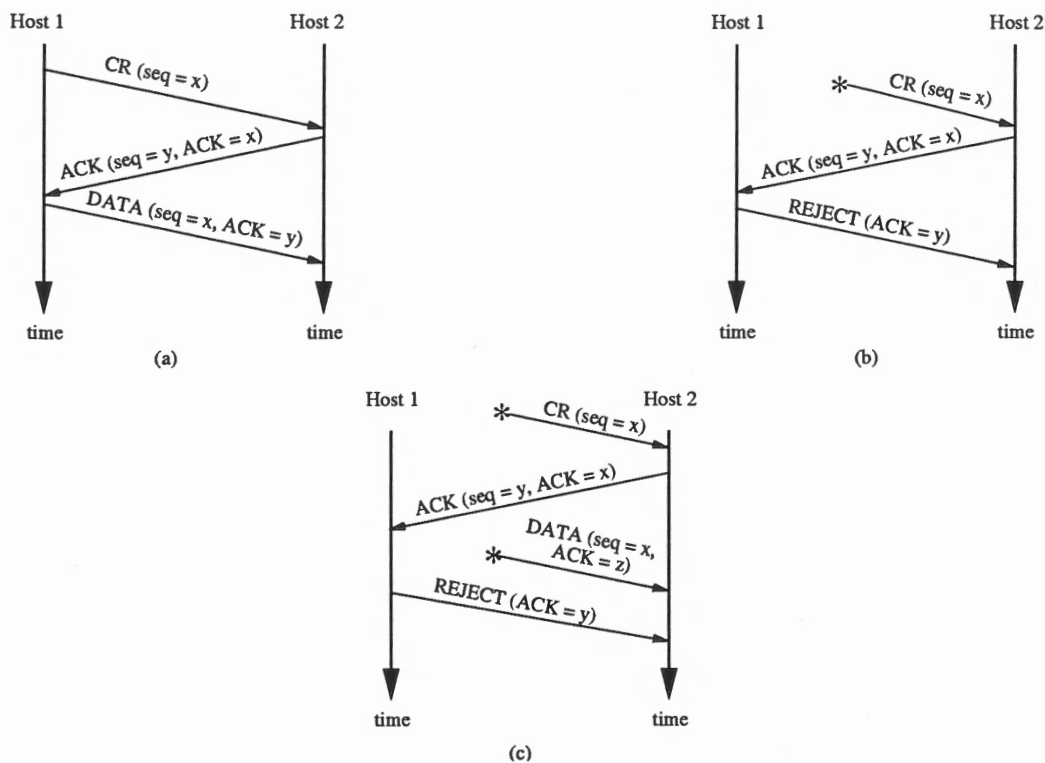 Host 1
Host 2
CR (seq = x)
ACK (seq = y, ACK = x)
DATA (seq = x, ACK = y)
time
time
(a)
Host 1
Host 2
* CR (seq = x)
ACK (seq = y, ACK = x)
REJECT (ACK = y)
time
time
(b)
Host 1
Host 2
* CR (seq = x)
ACK (seq = y, ACK = x)
DATA (seq = x,
* ACK = z)
REJECT (ACK = y)
time
time
(c)